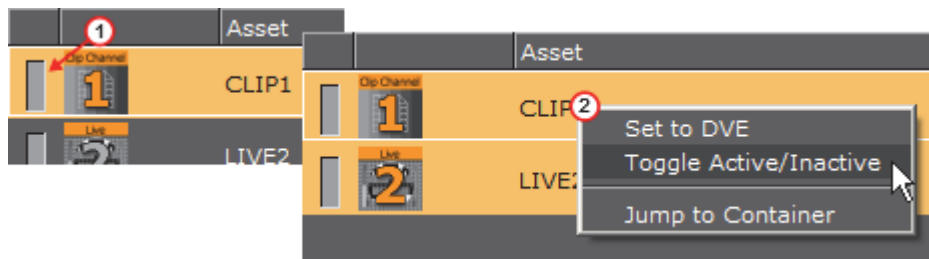 1
Asset
Clip Channel
1
CLIP1
Live
2
LIVE2
Asset
Clip Channel
1
CLIP
2
Set to DVE
Toggle Active/Inactive
Live
2
LIVE2
Jump to Container